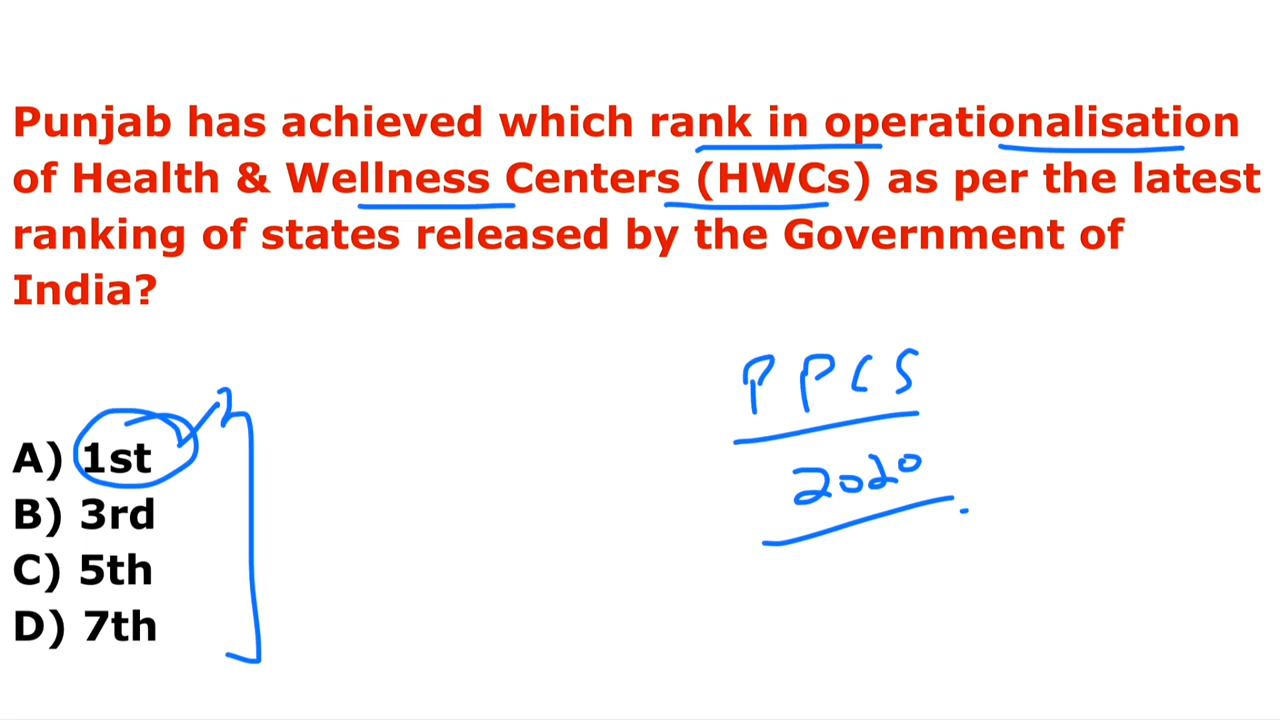 Punjab has achieved which rank in operationalisation
of Health & Wellness Centers (HWCs) as per the latest
ranking of states released by the Government of
India?
PPCS
2020
A) 1st
B) 3rd
C) 5th
D) 7th